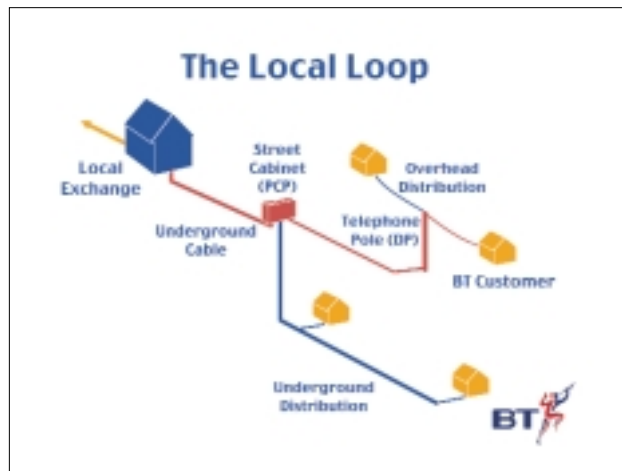 The Local Loop
Local
Exchange
Street
Cabinet
(PCP)
Overhead
Distribution
Underground
Cable
Telephone
Pole (DP)
BT Customer
Underground
Distribution
BT